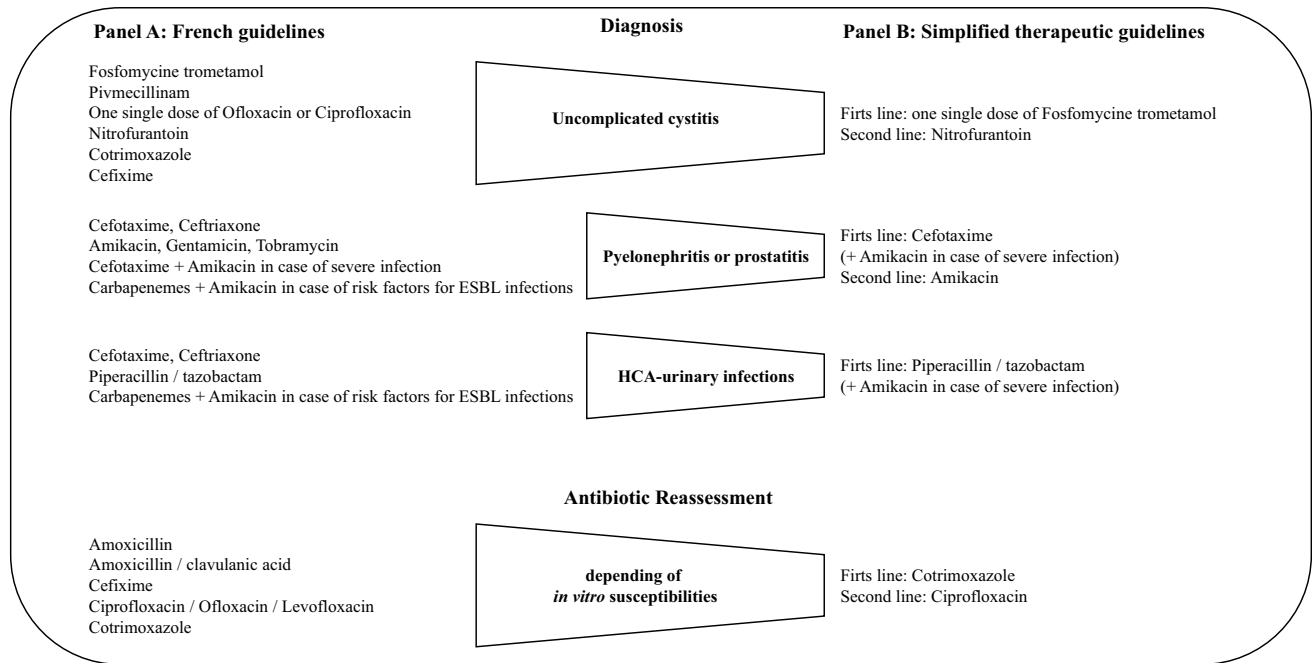 Panel A: French guidelines
Diagnosis
Panel B: Simplified therapeutic guidelines
Fosfomycine trometamol
Pivmecillinam
One single dose of Ofloxacin or Ciprofloxacin
Nitrofurantoin
Cotrimoxazole
Cefixime
Uncomplicated cystitis
Firts line: one single dose of Fosfomycine trometamol
Second line: Nitrofurantoin
Cefotaxime, Ceftriaxone
Amikacin, Gentamicin, Tobramycin
Cefotaxime + Amikacin in case of severe infection
Carbapenemes + Amikacin in case of risk factors for ESBL infections
Pyelonephritis or prostatitis
Firts line: Cefotaxime
(+ Amikacin in case of severe infection)
Second line: Amikacin
Cefotaxime, Ceftriaxone
Piperacillin / tazobactam
Carbapenemes + Amikacin in case of risk factors for ESBL infections
HCA-urinary infections
Firts line: Piperacillin / tazobactam
(+ Amikacin in case of severe infection)
Antibiotic Reassessment
Amoxicillin
Amoxicillin / clavulanic acid
Cefixime
Ciprofloxacin / Ofloxacin / Levofloxacin
Cotrimoxazole
depending of
in vitro susceptibilities
Firts line: Cotrimoxazole
Second line: Ciprofloxacin